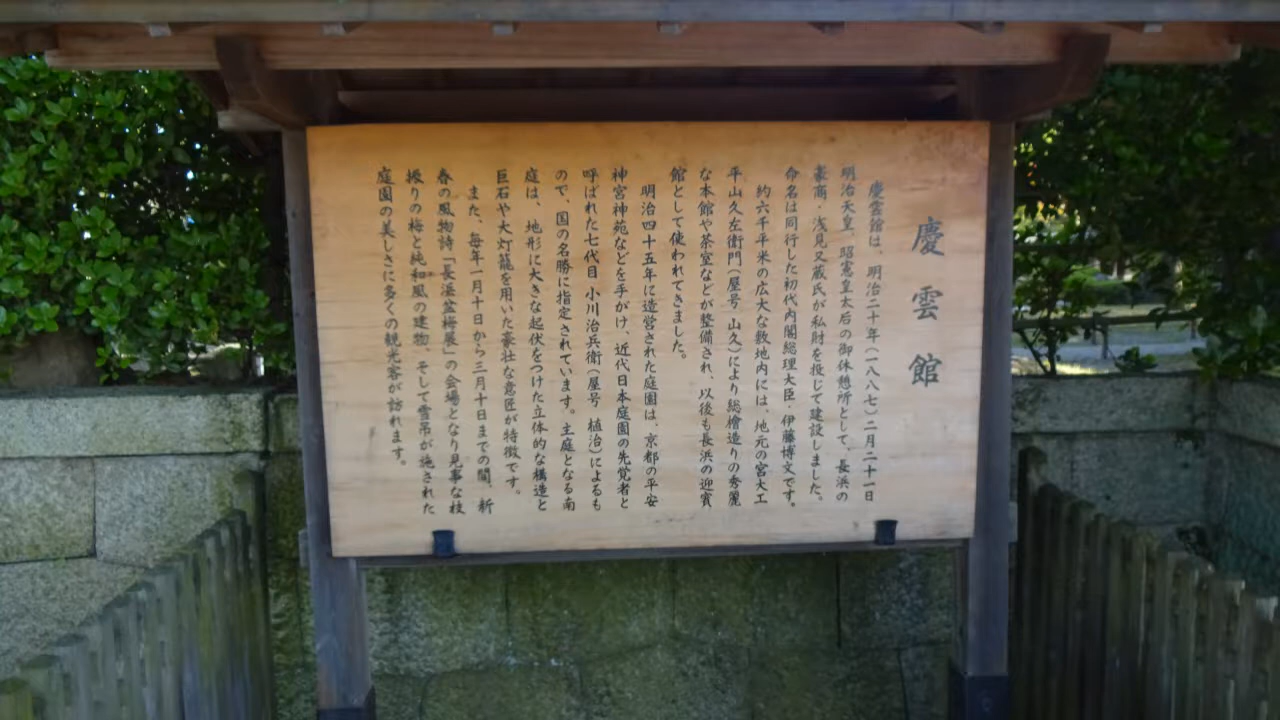 慶雲館
慶雲館は、明治二十年(一八八七)二月二十一日
明治天皇、昭憲皇太后の御休憩所として、長浜の
豪商・浅見又蔵氏が私財を投じて建設しました。
命名は同行した初代内閣総理大臣・伊藤博文です。
約六千平米の広大な敷地内には、地元の宮大工
平山久左衛門(屋号 山久)により総檜造りの秀麗
な本館や茶室などが整備され、以後も長浜の迎賓
館として使われてきました。
明治四十五年に造営された庭園は、京都の平安
神宮神苑などを手がけ、近代日本庭園の先覚者と
呼ばれた七代目 小川治兵衛(屋号 植治)によるも
ので、国の名勝に指定されています。主庭となる南
庭は、地形に大きな起伏をつけた立体的な構造と
巨石や大灯籠を用いた豪壮な意匠が特徴です。
また、毎年一月十日から三月十日までの間、新
春の風物詩「長浜盆梅展」の会場となり見事な枝
振りの梅と純和風の建物、そして雪吊が施された
庭園の美しさに多くの観光客が訪れます。